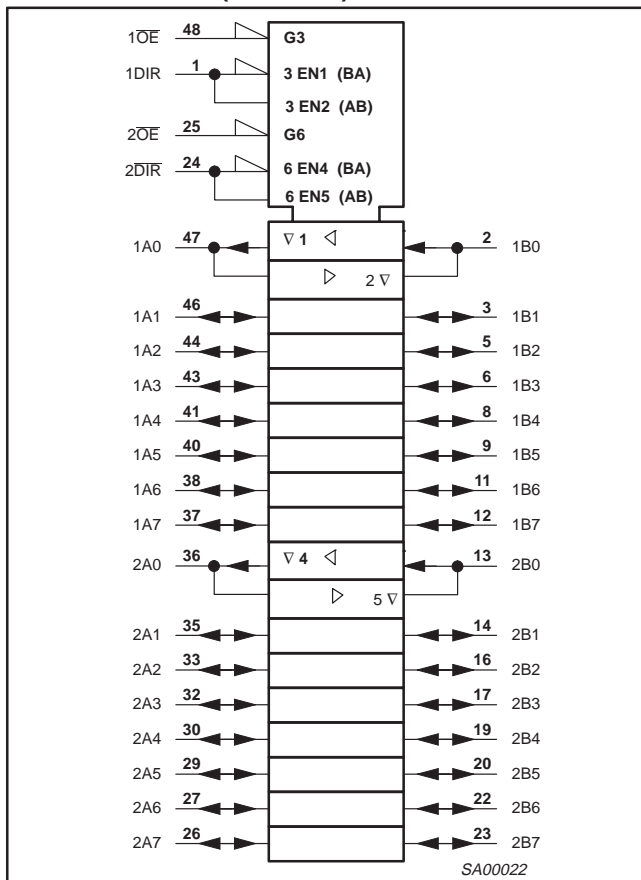 1O̅E̅ 48 G3
1DIR 1 3 EN1 (BA)
3 EN2 (AB)
2O̅E̅ 25 G6
2D̅I̅R̅ 24 6 EN4 (BA)
6 EN5 (AB)
1A0 47 ∇ 1 ◁ 2 1B0
▷ 2 ∇
1A1 46 3 1B1
1A2 44 5 1B2
1A3 43 6 1B3
1A4 41 8 1B4
1A5 40 9 1B5
1A6 38 11 1B6
1A7 37 12 1B7
2A0 36 ∇ 4 ◁ 13 2B0
▷ 5 ∇
2A1 35 14 2B1
2A2 33 16 2B2
2A3 32 17 2B3
2A4 30 19 2B4
2A5 29 20 2B5
2A6 27 22 2B6
2A7 26 23 2B7
SA00022